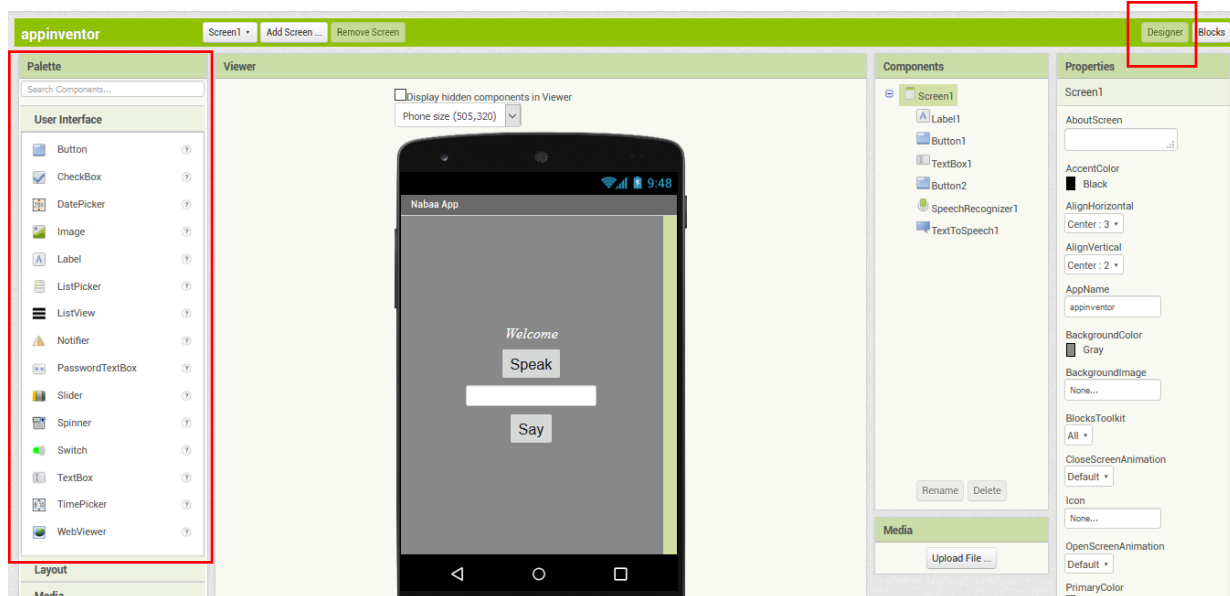 appinventor
Screen1
Add Screen ...
Remove Screen
Designer
Blocks
Palette
Search Components...
User Interface
Button
?
CheckBox
?
DatePicker
?
Image
?
Label
?
ListPicker
?
ListView
?
Notifier
?
PasswordTextBox
?
Slider
?
Spinner
?
Switch
?
TextBox
?
TimePicker
?
WebViewer
?
Layout
Media
Viewer
Display hidden components in Viewer
Phone size (505,320)
9:48
Nabaa App
Welcome
Speak
Say
Components
Screen1
Label1
Button1
TextBox1
Button2
SpeechRecognizer1
TextToSpeech1
Rename
Delete
Media
Upload File ...
Properties
Screen1
AboutScreen
AccentColor
Black
AlignHorizontal
Center : 3
AlignVertical
Center : 2
AppName
appinventor
BackgroundColor
Gray
BackgroundImage
None...
BlocksToolkit
All
CloseScreenAnimation
Default
Icon
None...
OpenScreenAnimation
Default
PrimaryColor